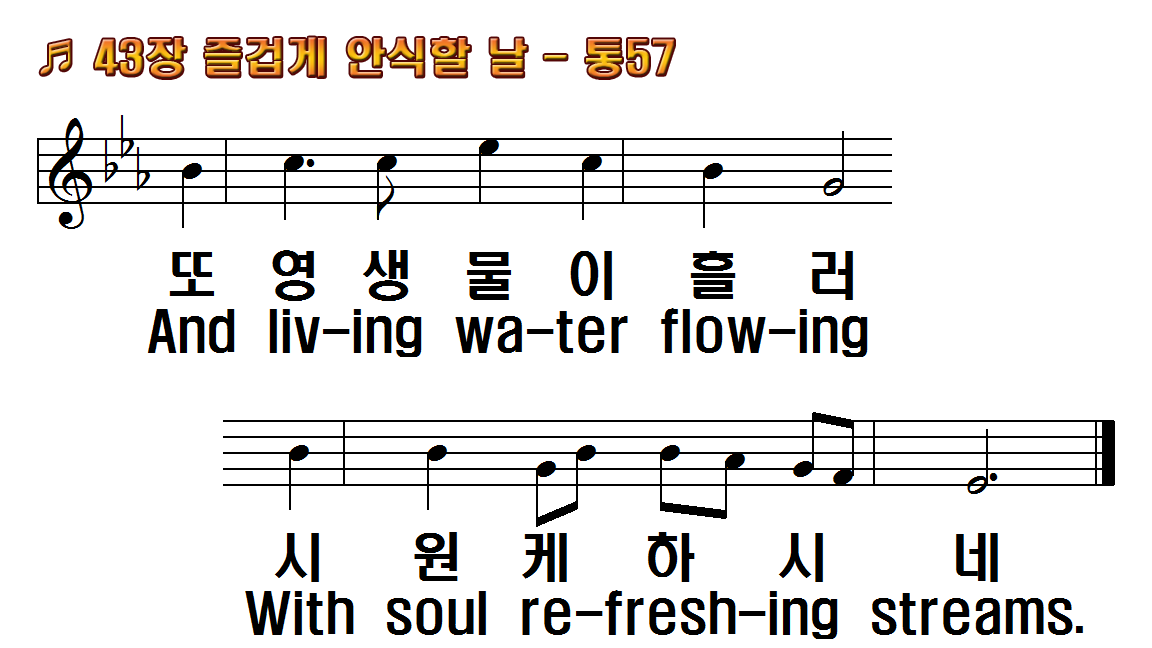 ♬ 43장 즐겁게 안식할 날 - 통57
또 영 생 물 이 흘 러
And liv-ing wa-ter flow-ing
시 원 케 하 시 네
With soul re-fresh-ing streams.